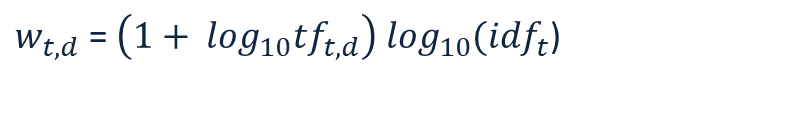 w_{t,d} = (1 + log_{10}tf_{t,d}) log_{10}(idf_t)